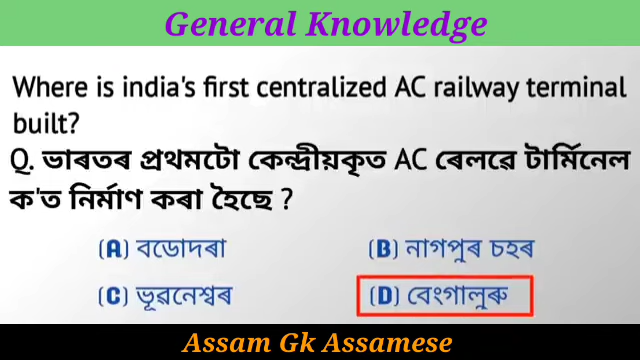 General Knowledge
Where is india's first centralized AC railway terminal
built?
Q. ভাৰতৰ প্ৰথমটো কেন্দ্ৰীয়কৃত AC ৰেলৱে টাৰ্মিনেল
ক'ত নিৰ্মাণ কৰা হৈছে ?
(A) বডোদৰা
(B) নাগপুৰ চহৰ
(C) ভূৱনেশ্বৰ
(D) বেংগালুৰু
Assam Gk Assamese